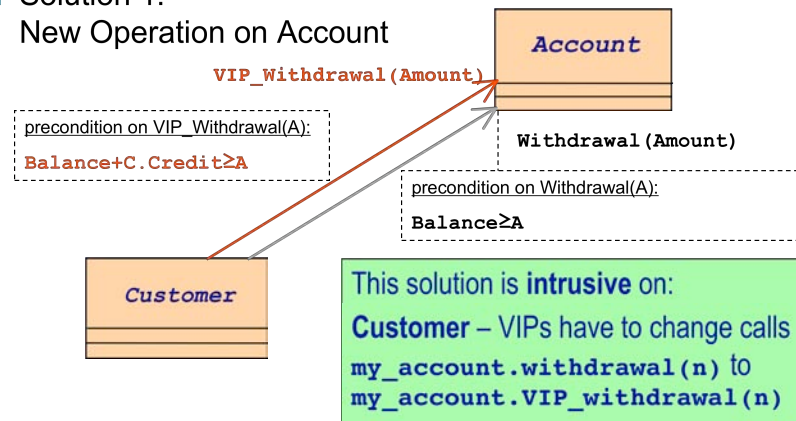 Solution 1:
New Operation on Account
Account
VIP_Withdrawal(Amount)
precondition on VIP_Withdrawal(A):
Balance+C.Credit≥A
Withdrawal(Amount)
precondition on Withdrawal(A):
Balance≥A
Customer
This solution is intrusive on:
Customer – VIPs have to change calls
my_account.withdrawal(n) to
my_account.VIP_withdrawal(n)